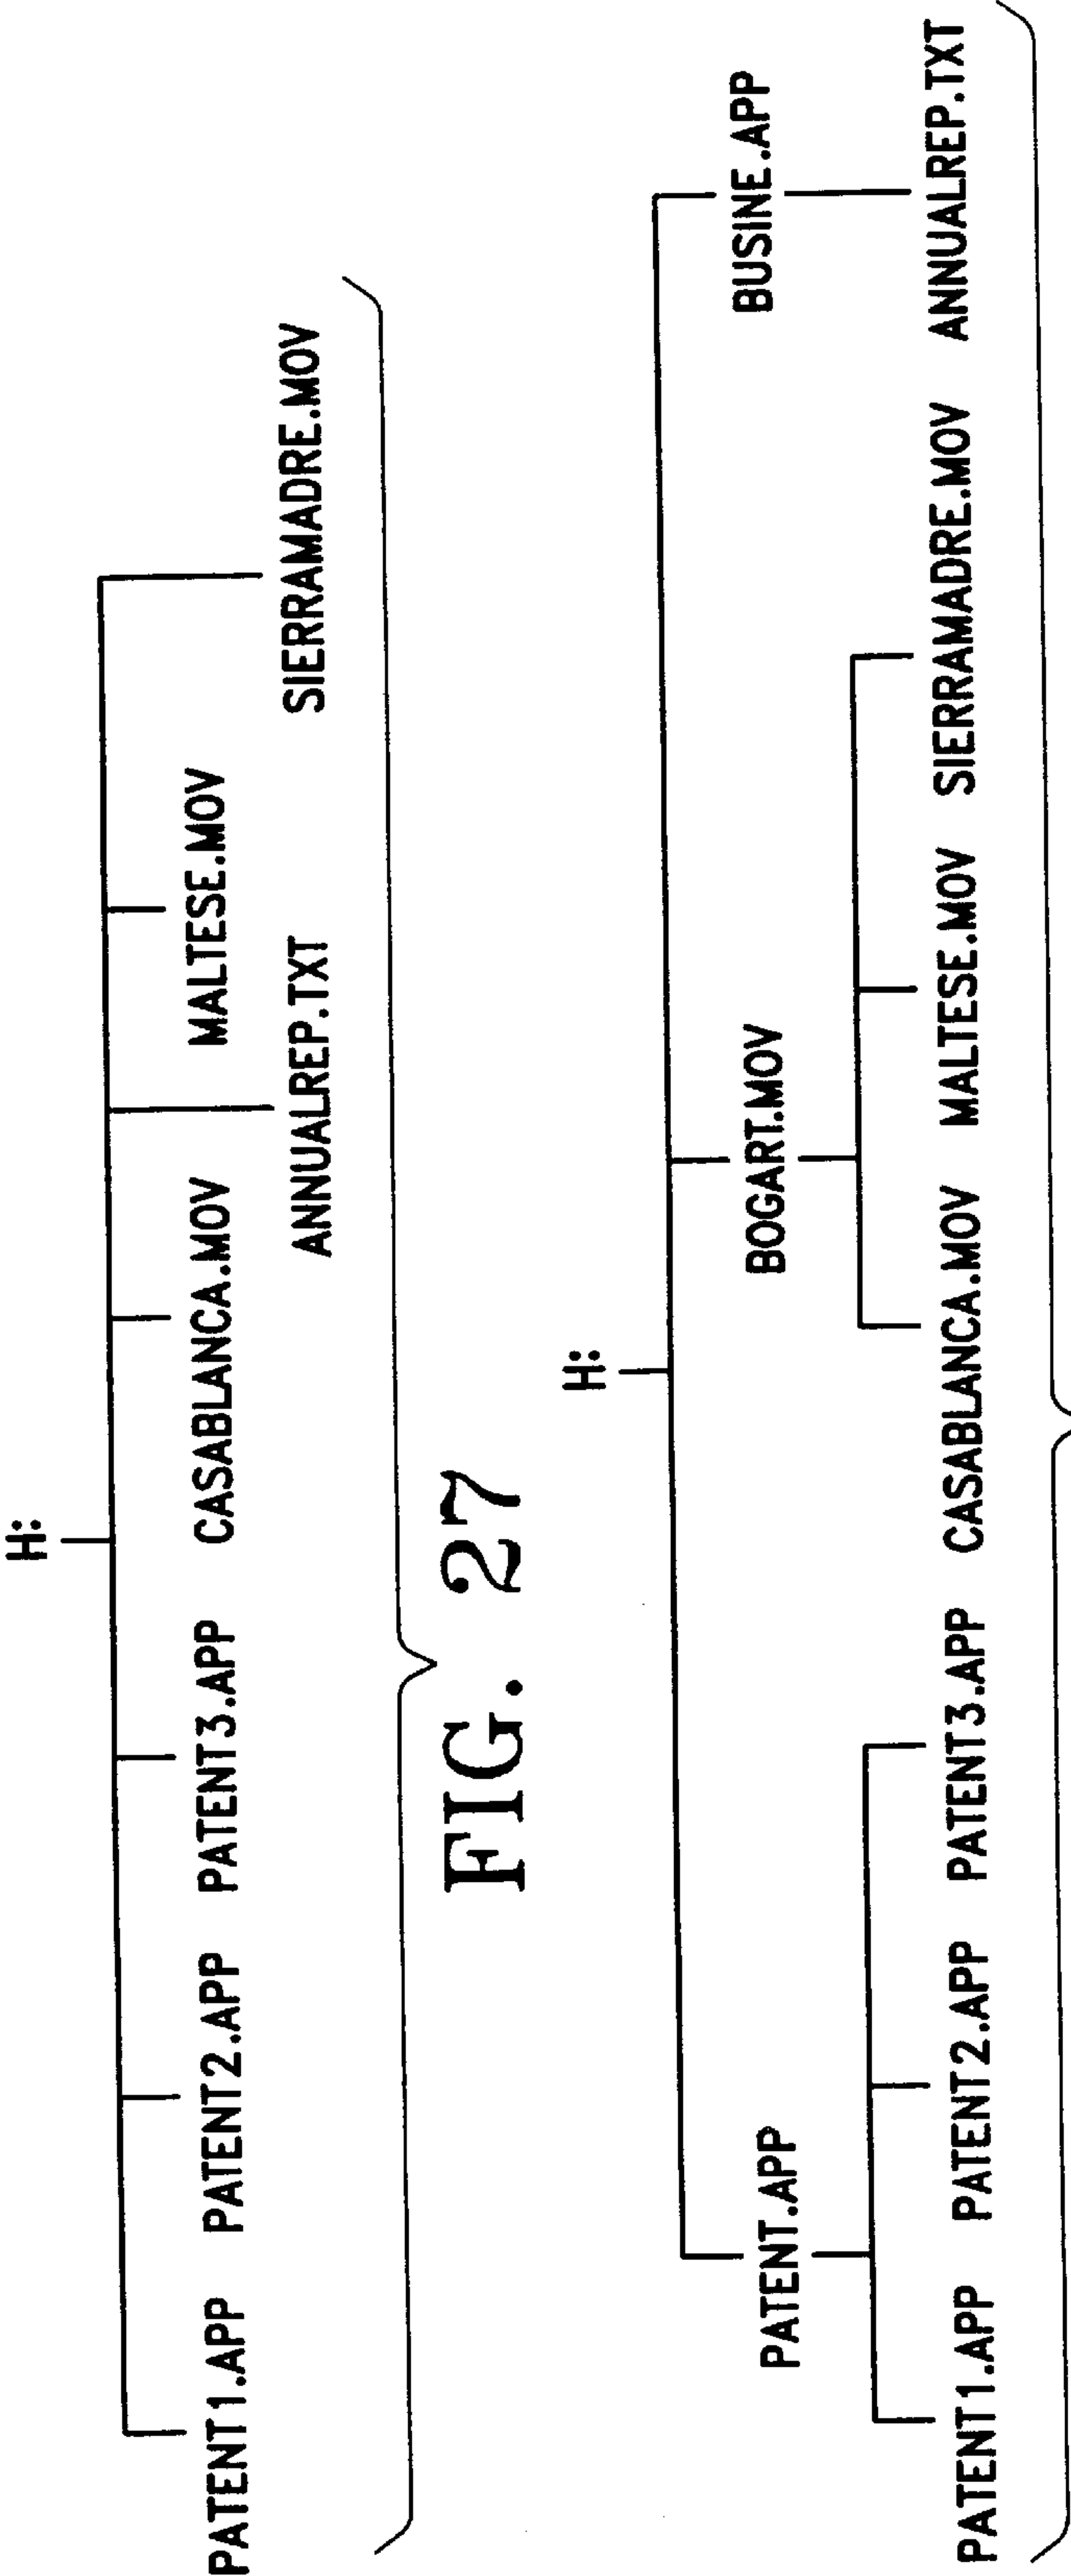 H:
PATENT1.APP PATENT2.APP PATENT3.APP CASABLANCA.MOV MALTESE.MOV
ANNUALREP.TXT SIERRAMADRE.MOV
FIG. 27
H:
PATENT.APP BOGART.MOV BUSINE.APP
PATENT1.APP PATENT2.APP PATENT3.APP CASABLANCA.MOV MALTESE.MOV SIERRAMADRE.MOV ANNUALREP.TXT